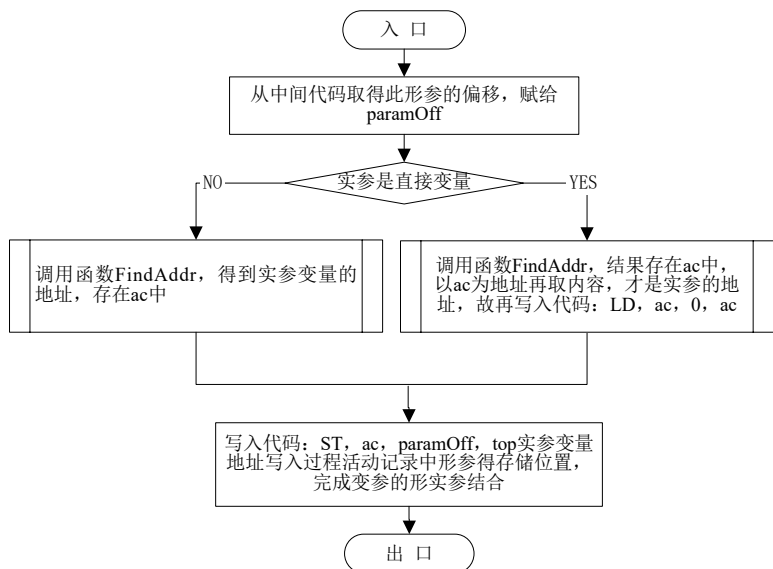 入 口
从中间代码取得此形参的偏移，赋给
paramOff
实参是直接变量
NO
YES
调用函数FindAddr，得到实参变量的
地址，存在ac中
调用函数FindAddr，结果存在ac中，
以ac为地址再取内容，才是实参的地
址，故再写入代码：LD，ac，0，ac
写入代码：ST，ac，paramOff，top实参变量
地址写入过程活动记录中形参得存储位置，
完成变参的形实参结合
出 口